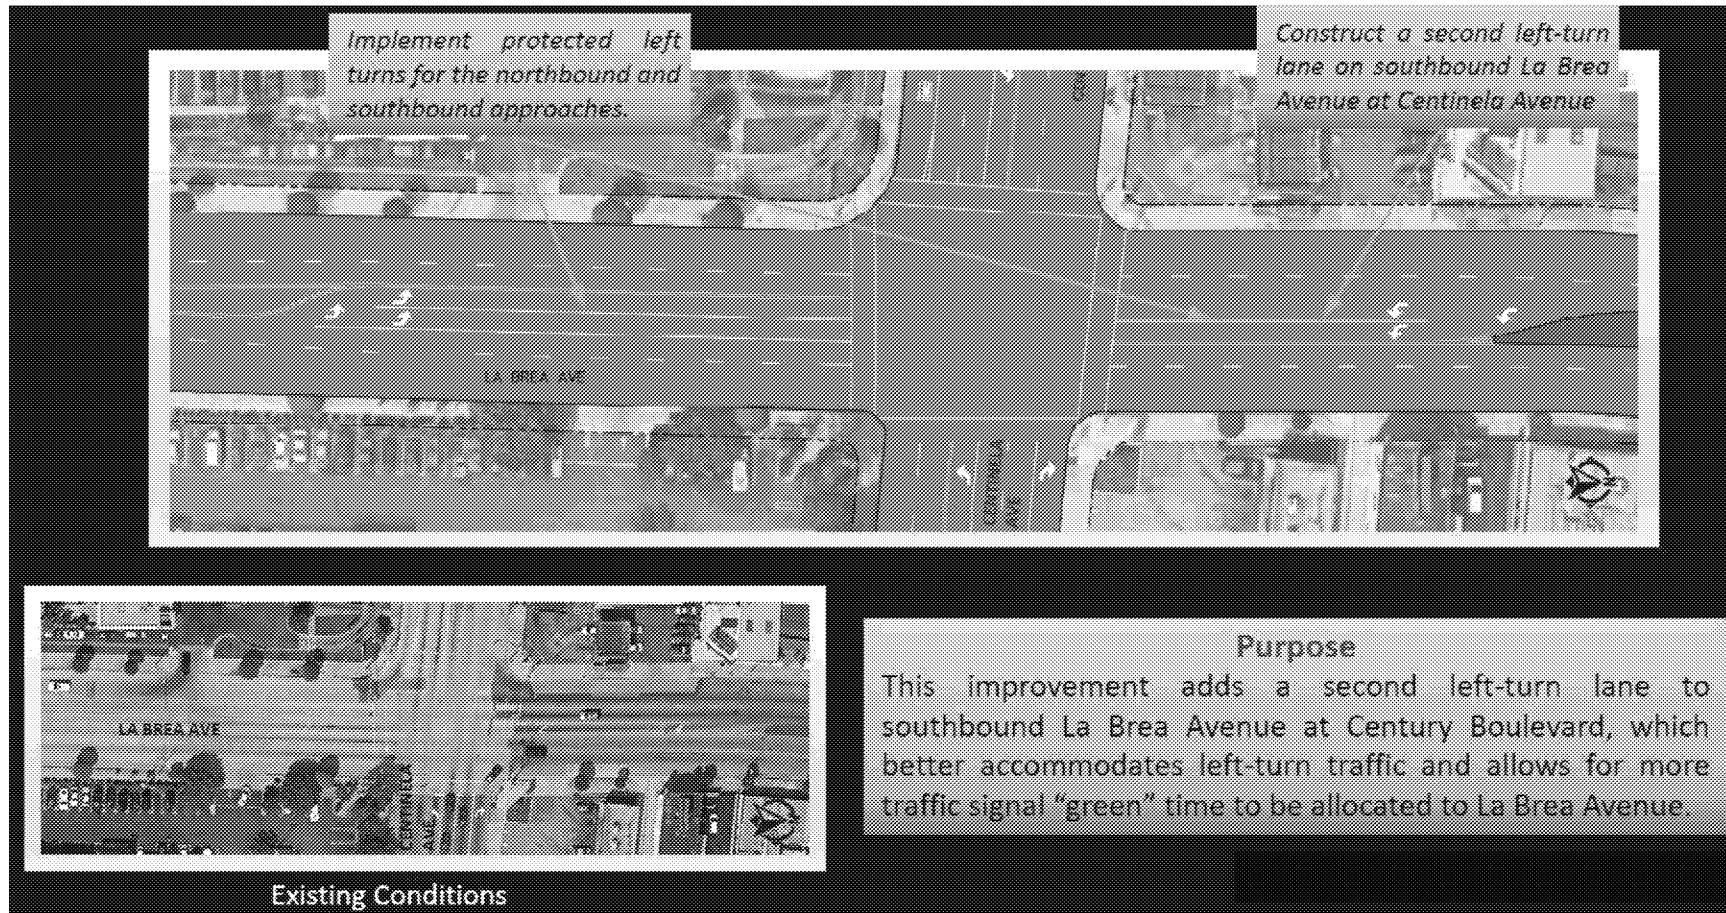 Implement protected left
turns for the northbound and
southbound approaches.
Construct a second left-turn
lane on southbound La Brea
Avenue at Centinela Avenue
LA BREA AVE
CENTINELA
AVE
LA BREA AVE
CENTINELA
AVE
Existing Conditions
Purpose
This improvement adds a second left-turn lane to
southbound La Brea Avenue at Century Boulevard, which
better accommodates left-turn traffic and allows for more
traffic signal “green” time to be allocated to La Brea Avenue.